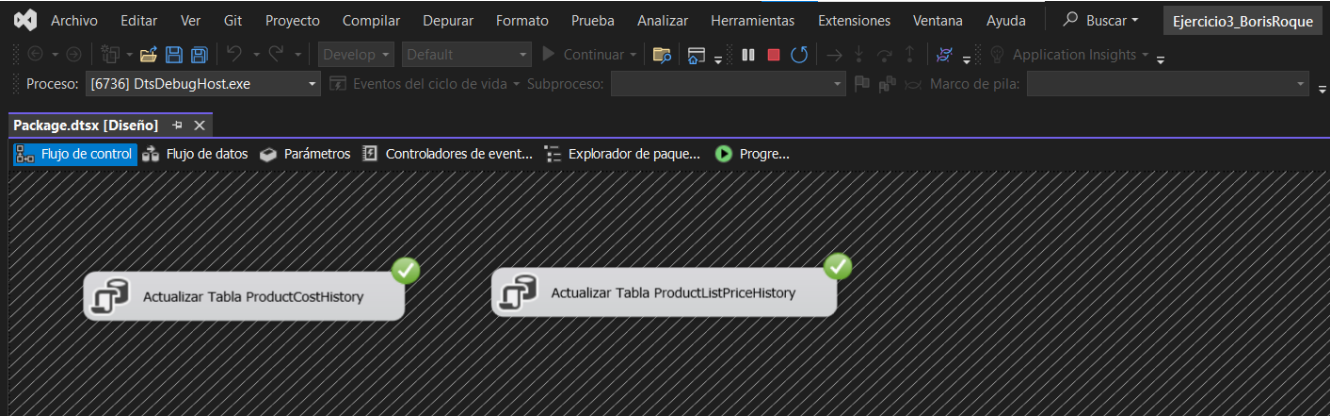 Archivo Editar Ver Git Proyecto Compilar Depurar Formato Prueba Analizar Herramientas Extensiones Ventana Ayuda Buscar Ejercicio3_BorisRoque
Develop Default Continuar Application Insights
Proceso: [6736] DtsDebugHost.exe Eventos del ciclo de vida Subproceso: Marco de pila:
Package.dtsx [Diseño]
Flujo de control Flujo de datos Parámetros Controladores de event... Explorador de paque... Progre...
Actualizar Tabla ProductCostHistory Actualizar Tabla ProductListPriceHistory